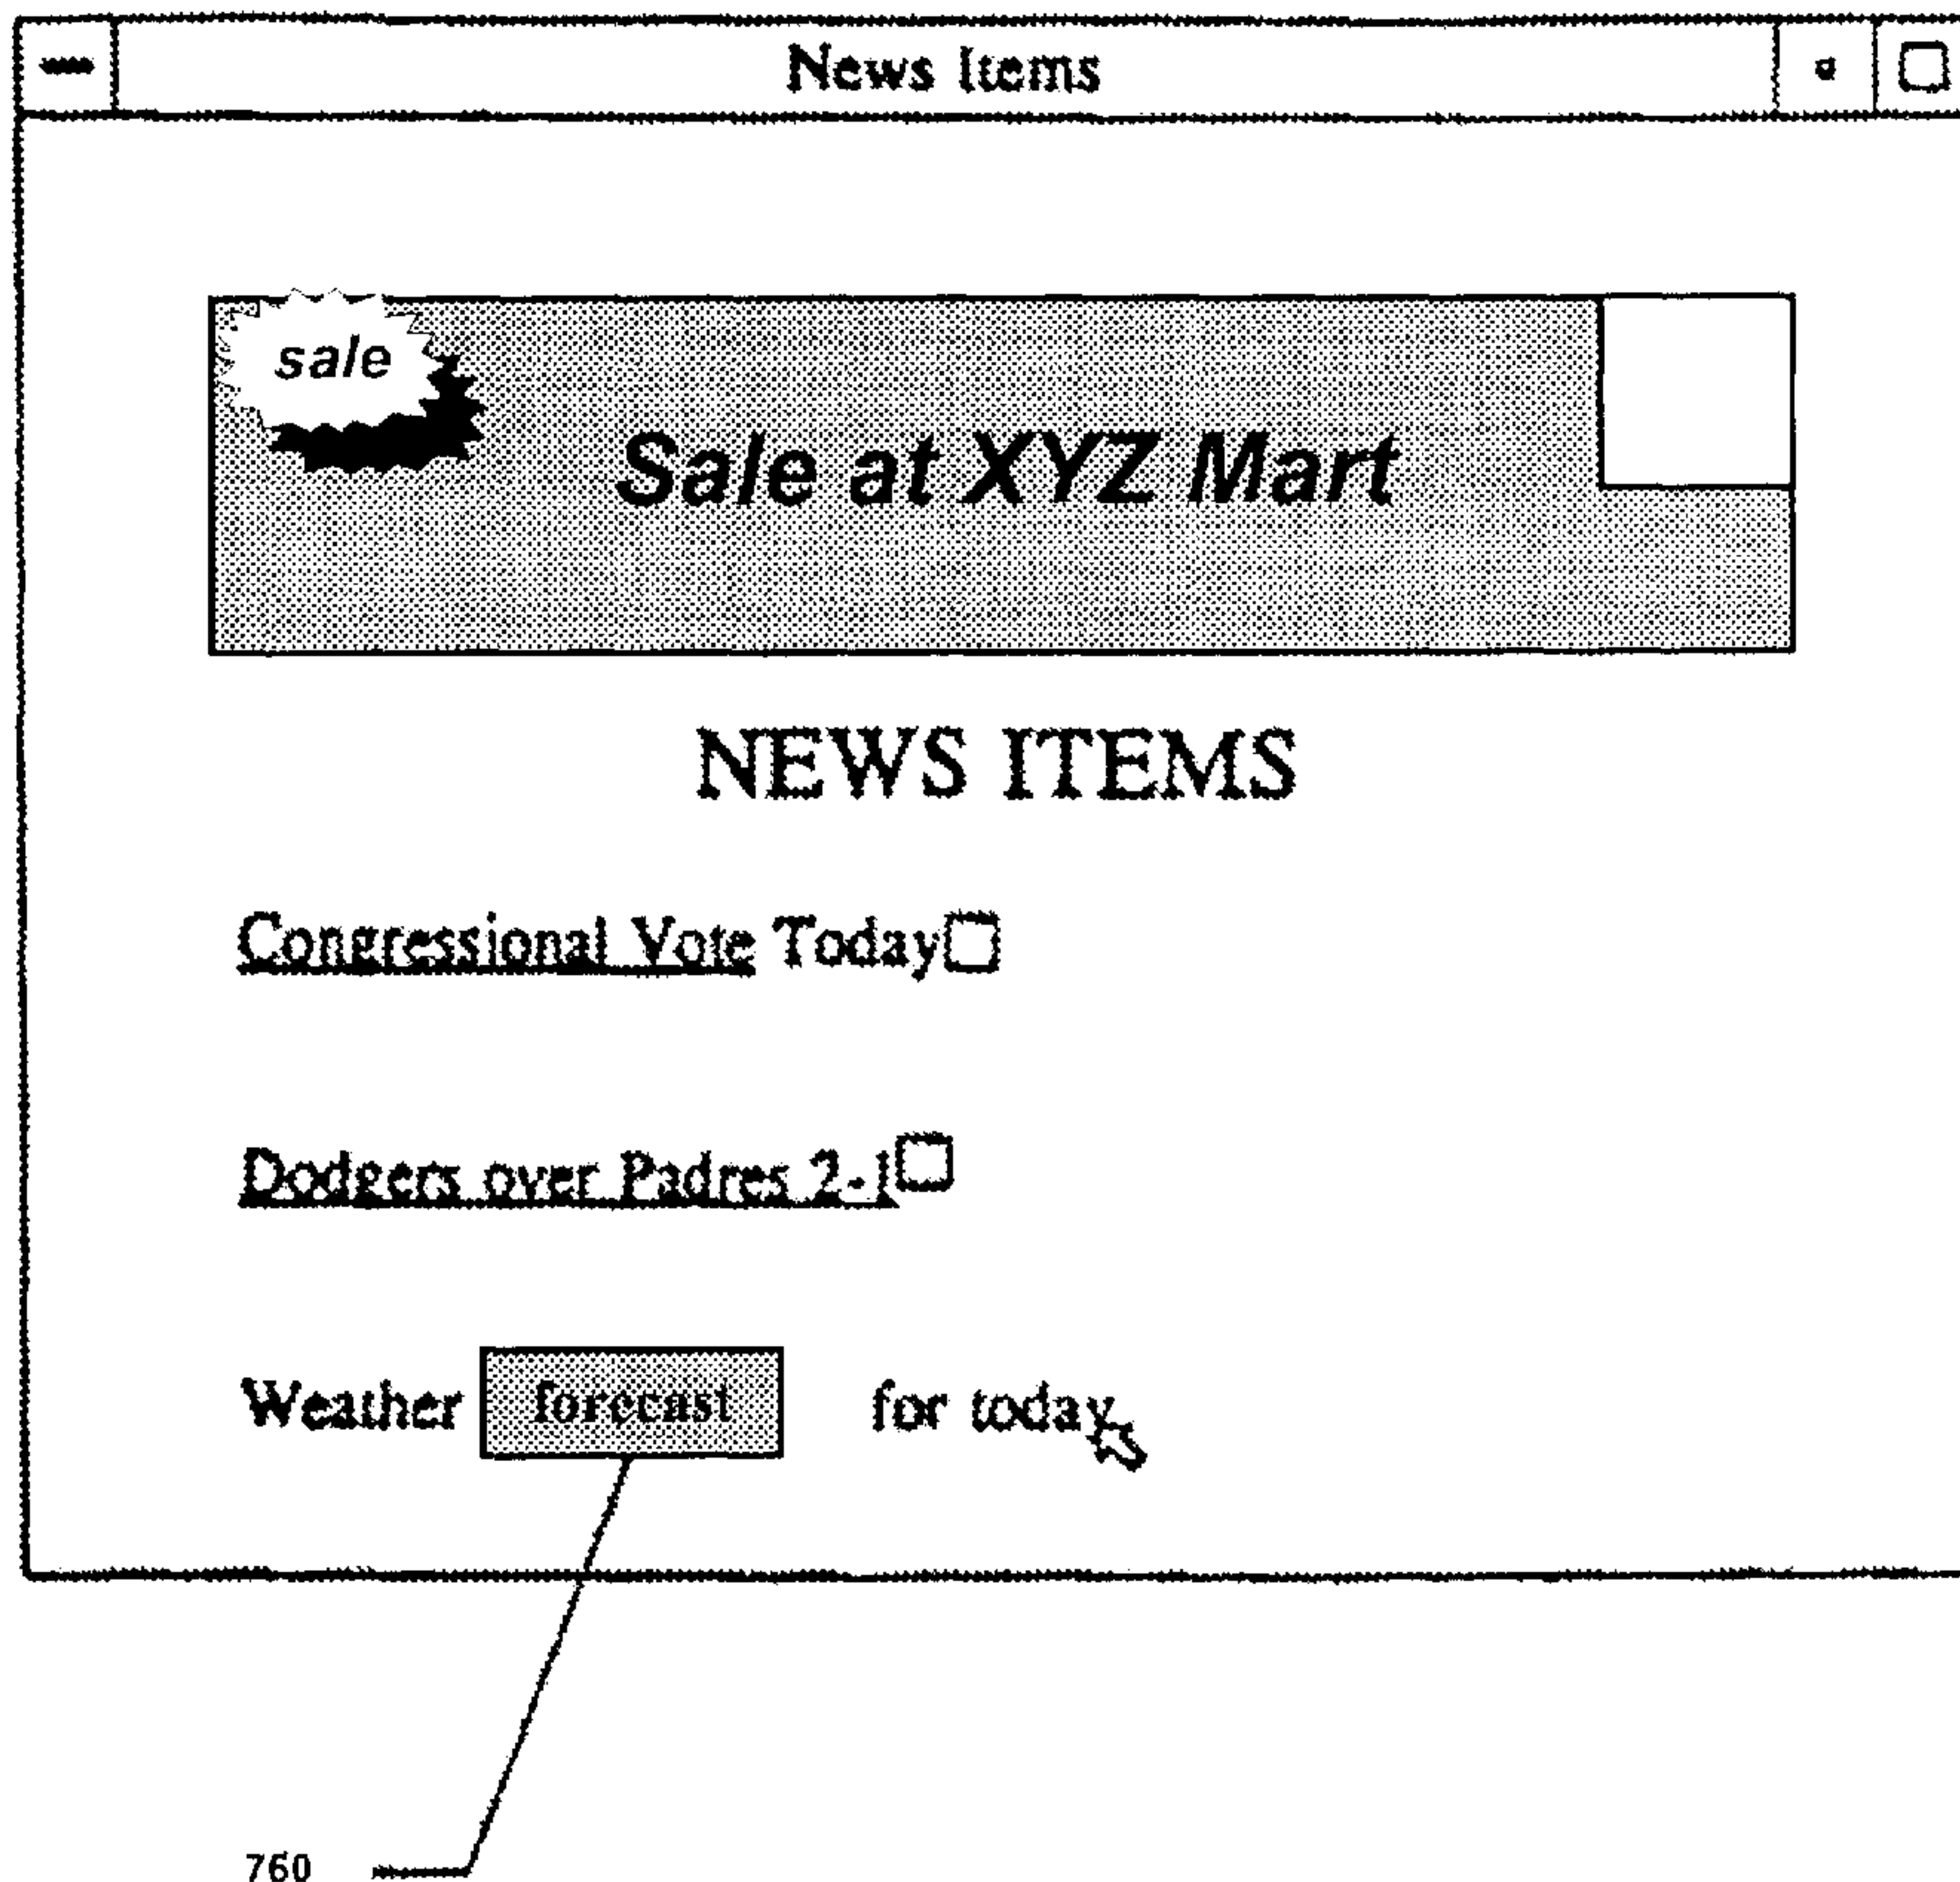 News Items
sale
Sale at XYZ Mart
NEWS ITEMS
Congressional Vote Today
Dodgers over Padres 2-1
Weather forecast for today
760